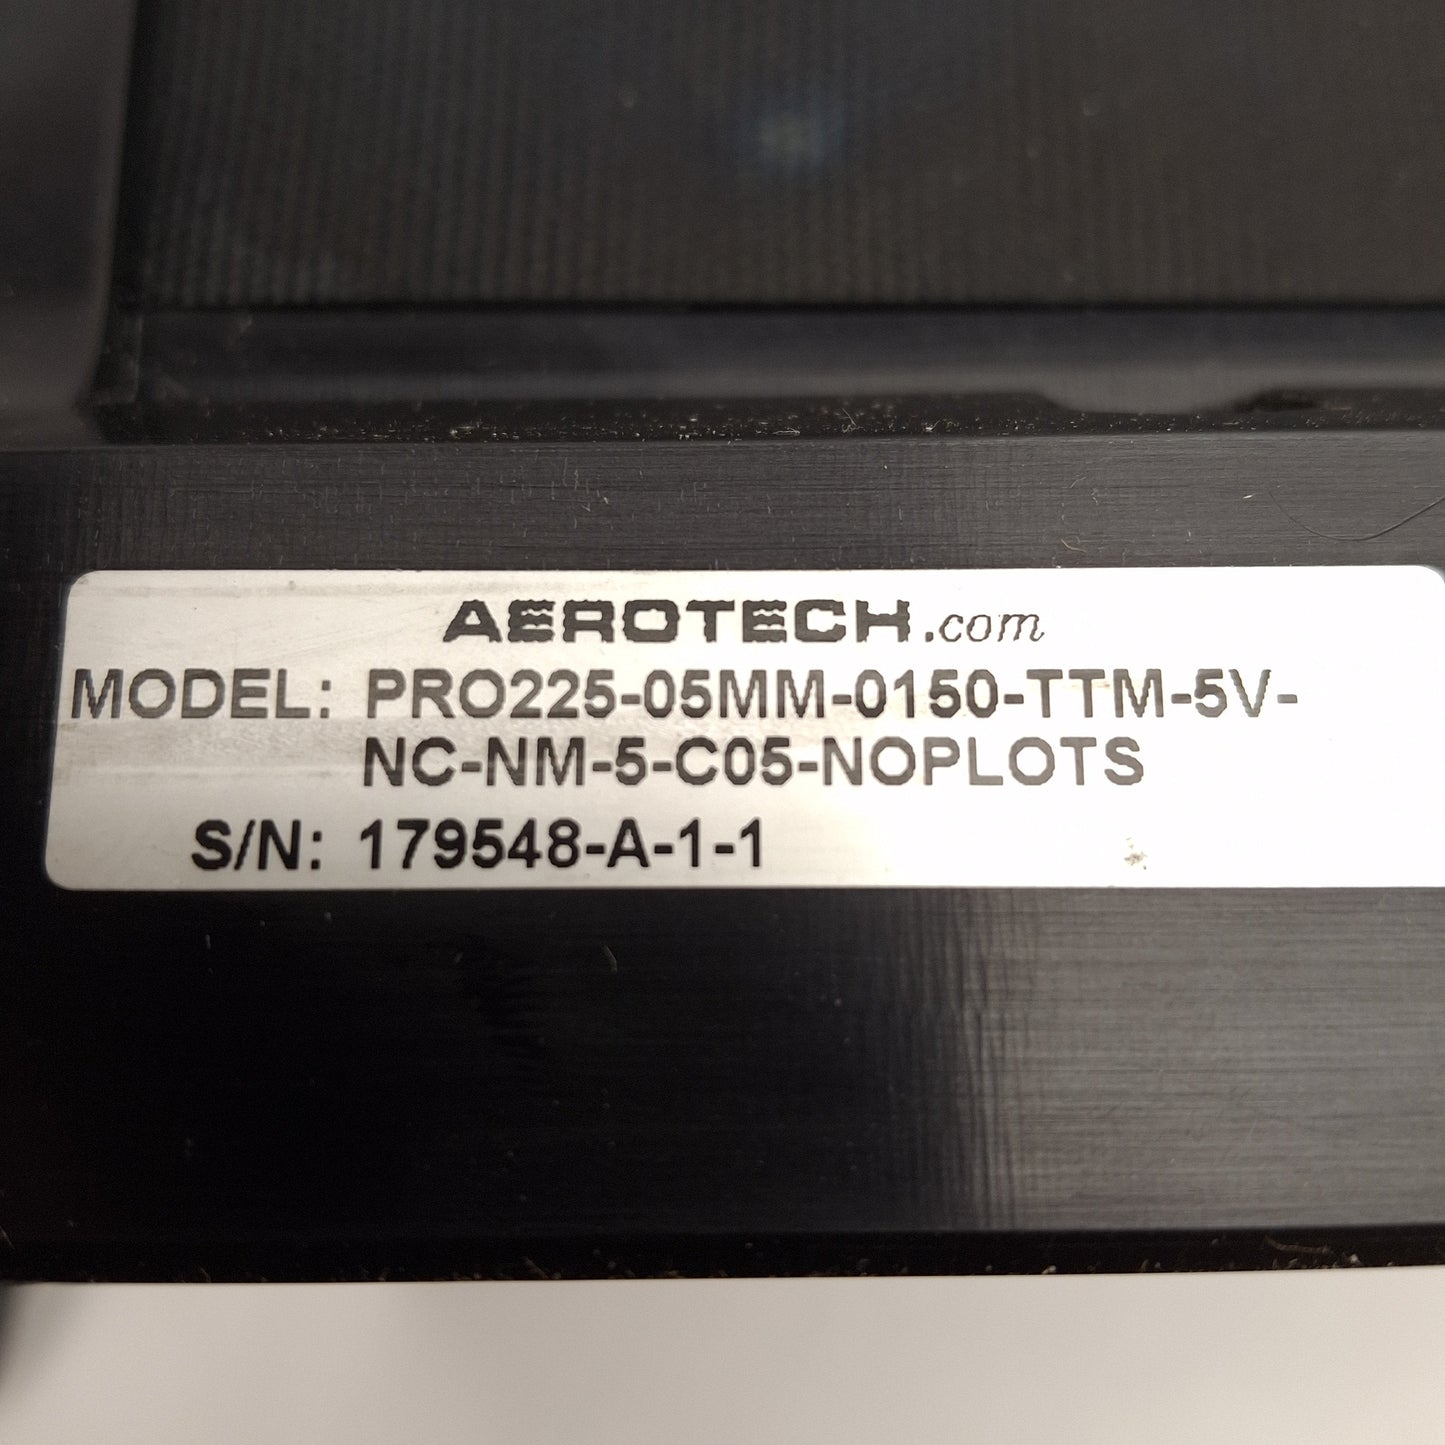 AEROTECH.com
MODEL: PRO225-05MM-0150-TTM-5V-
NC-NM-5-C05-NOPLOTS
S/N: 179548-A-1-1